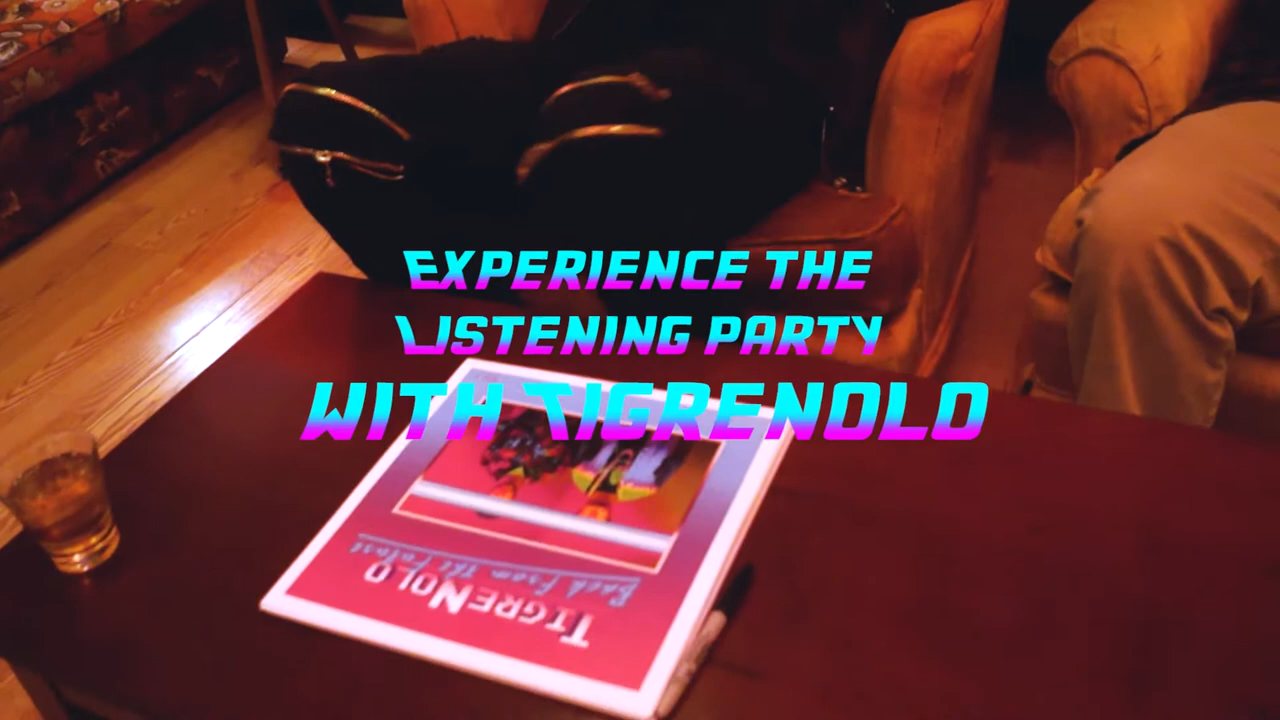 EXPERIENCE THE
LISTENING PARTY
WITH TIGRENOLO
TIGRENOLO
Back From the Future